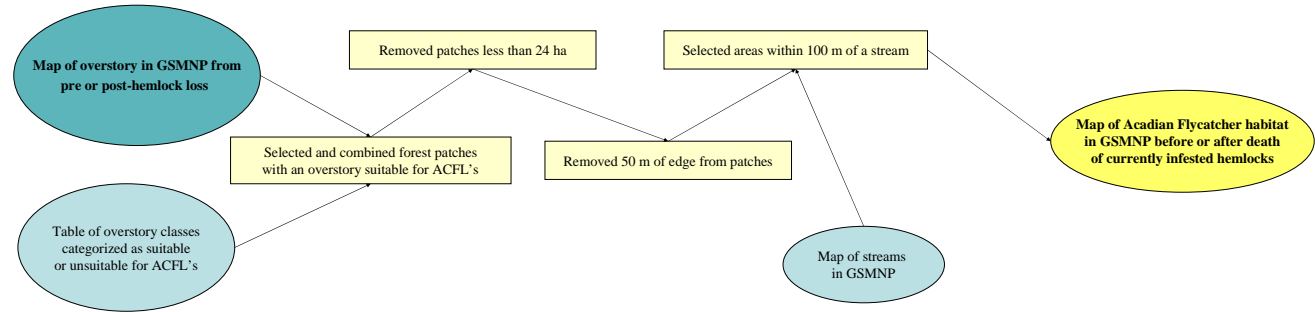 Map of overstory in GSMNP from
pre or post-hemlock loss
Table of overstory classes
categorized as suitable
or unsuitable for ACFL's
Selected and combined forest patches
with an overstory suitable for ACFL's
Removed patches less than 24 ha
Removed 50 m of edge from patches
Selected areas within 100 m of a stream
Map of streams
in GSMNP
Map of Acadian Flycatcher habitat
in GSMNP before or after death
of currently infested hemlocks